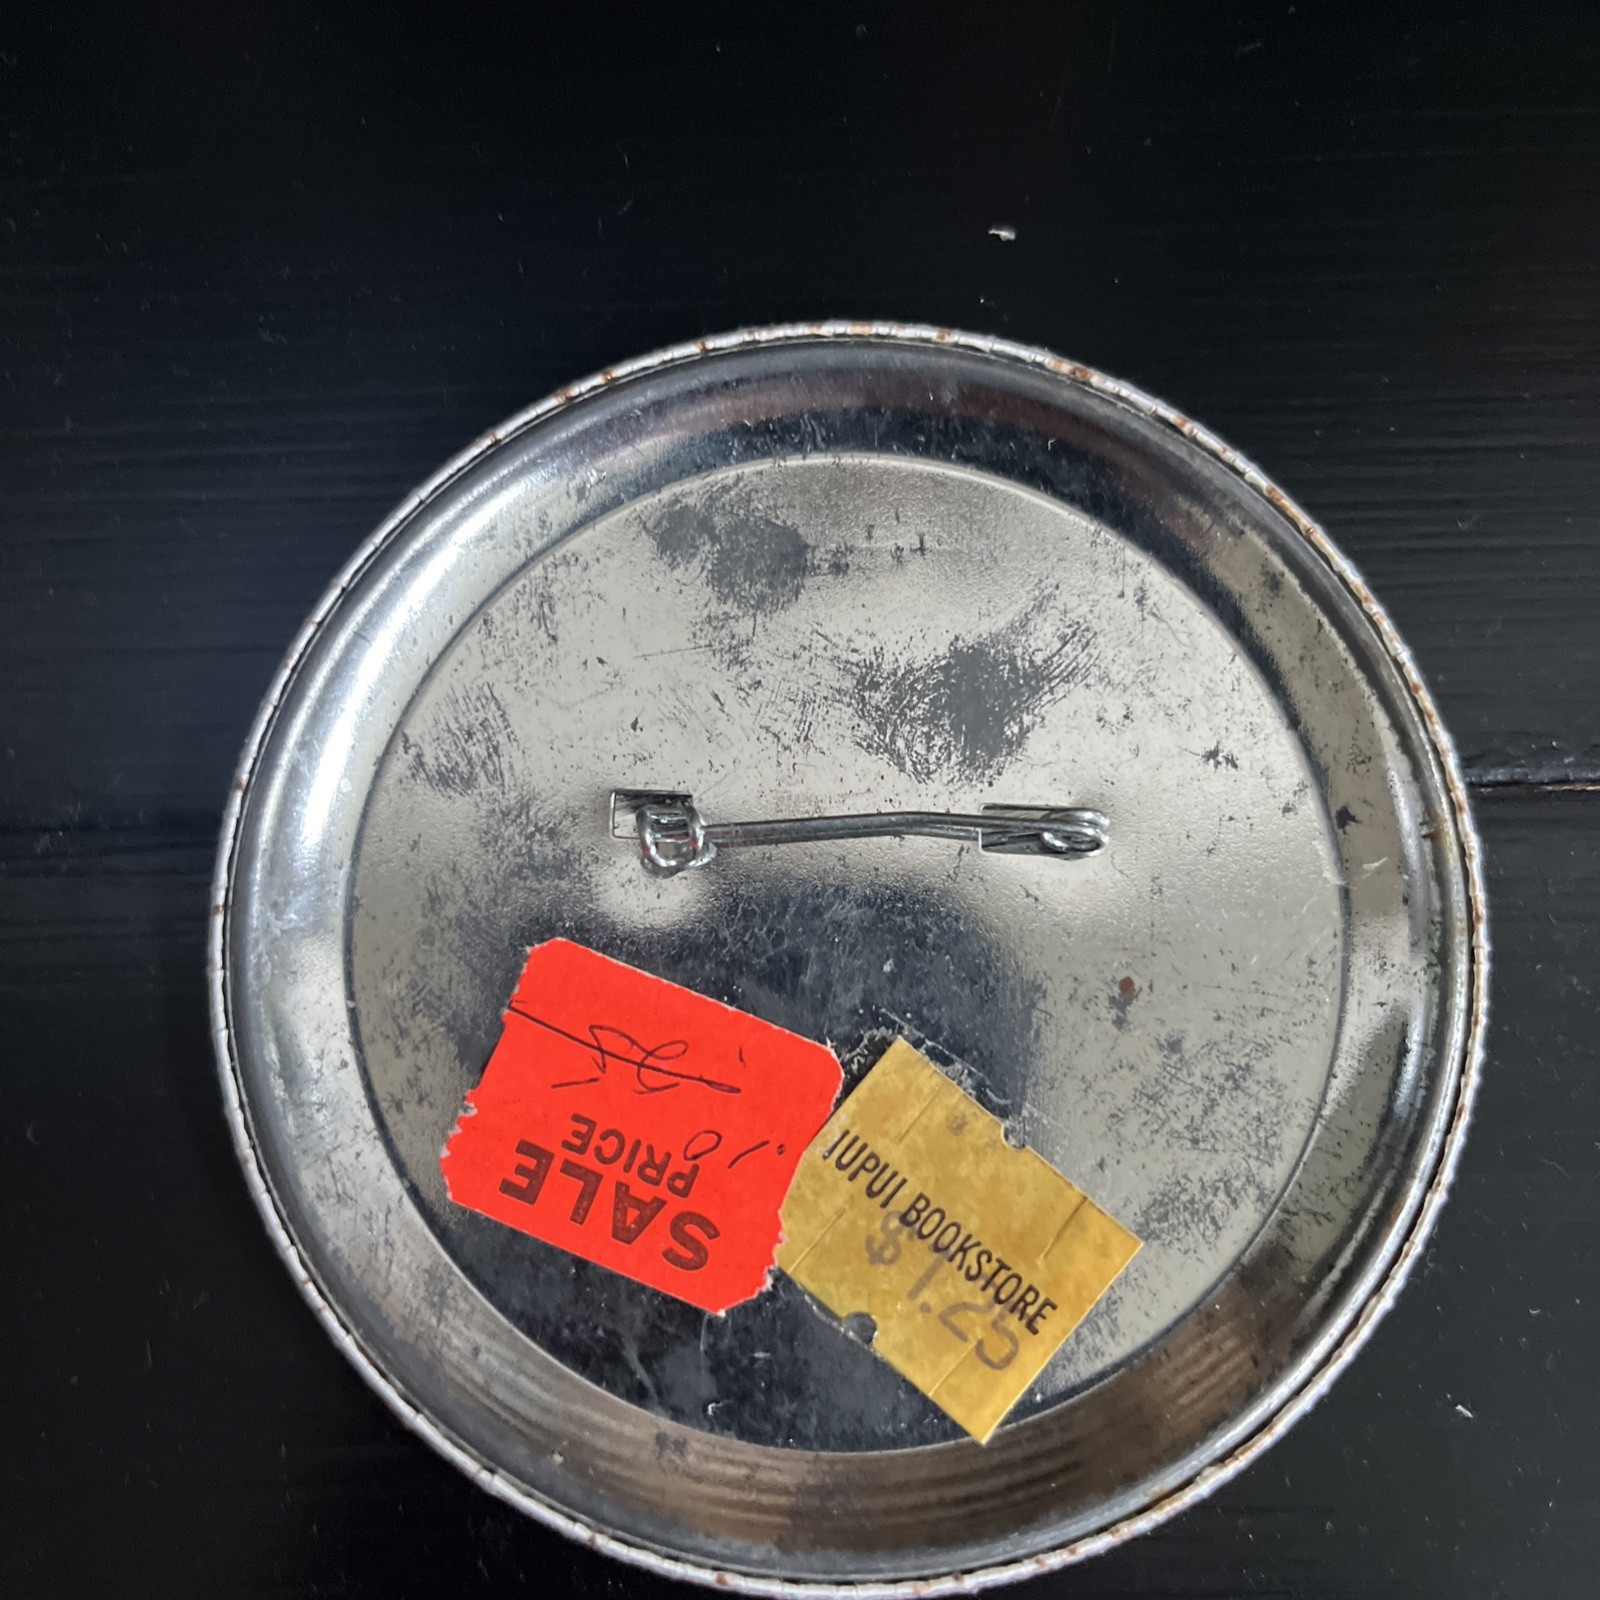 SALE
PRICE
IUPUI BOOKSTORE
$1.25